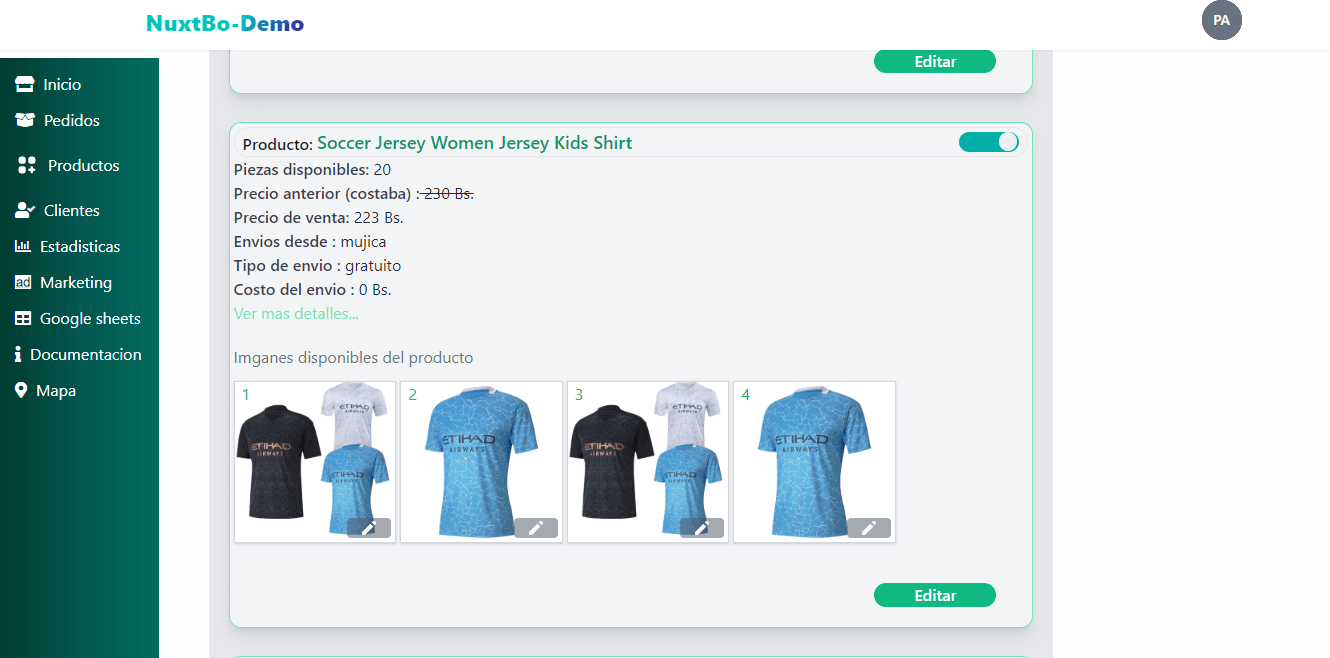 NuxtBo-Demo
PA
Inicio
Pedidos
Productos
Clientes
Estadisticas
ad Marketing
Google sheets
Documentacion
Mapa
Editar
Producto: Soccer Jersey Women Jersey Kids Shirt
Piezas disponibles: 20
Precio anterior (costaba) : 230 Bs.
Precio de venta: 223 Bs.
Envios desde : mujica
Tipo de envio : gratuito
Costo del envio : 0 Bs.
Ver mas detalles...
Imganes disponibles del producto
1
ETIHAD
AIRWAYS
ETIHAD
AIRWAYS
ETIHAD
AIRWAYS
2
ETIHAD
AIRWAYS
3
ETIHAD
AIRWAYS
ETIHAD
AIRWAYS
ETIHAD
AIRWAYS
4
ETIHAD
AIRWAYS
Editar